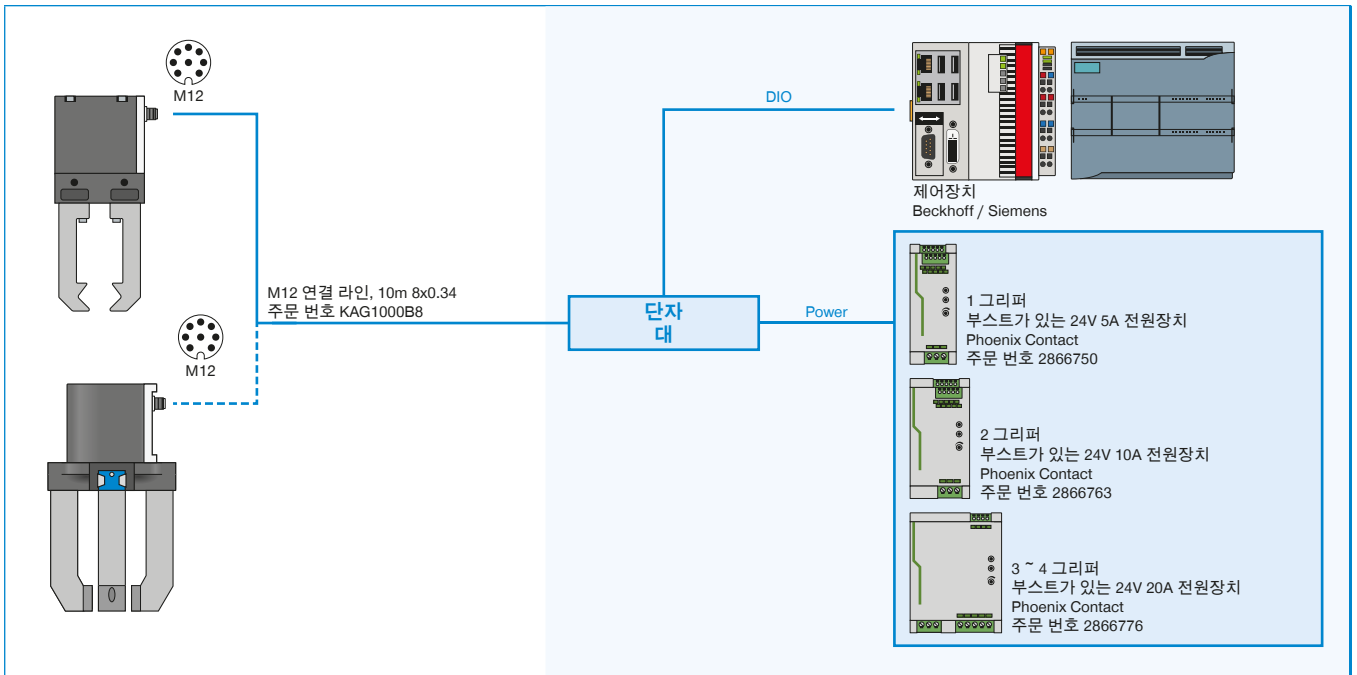 M12
M12 연결 라인, 10m 8x0.34
주문 번호 KAG1000B8
M12
단자
대
DIO
Power
제어장치
Beckhoff / Siemens
1 그리퍼
부스트가 있는 24V 5A 전원장치
Phoenix Contact
주문 번호 2866750
2 그리퍼
부스트가 있는 24V 10A 전원장치
Phoenix Contact
주문 번호 2866763
3 ~ 4 그리퍼
부스트가 있는 24V 20A 전원장치
Phoenix Contact
주문 번호 2866776